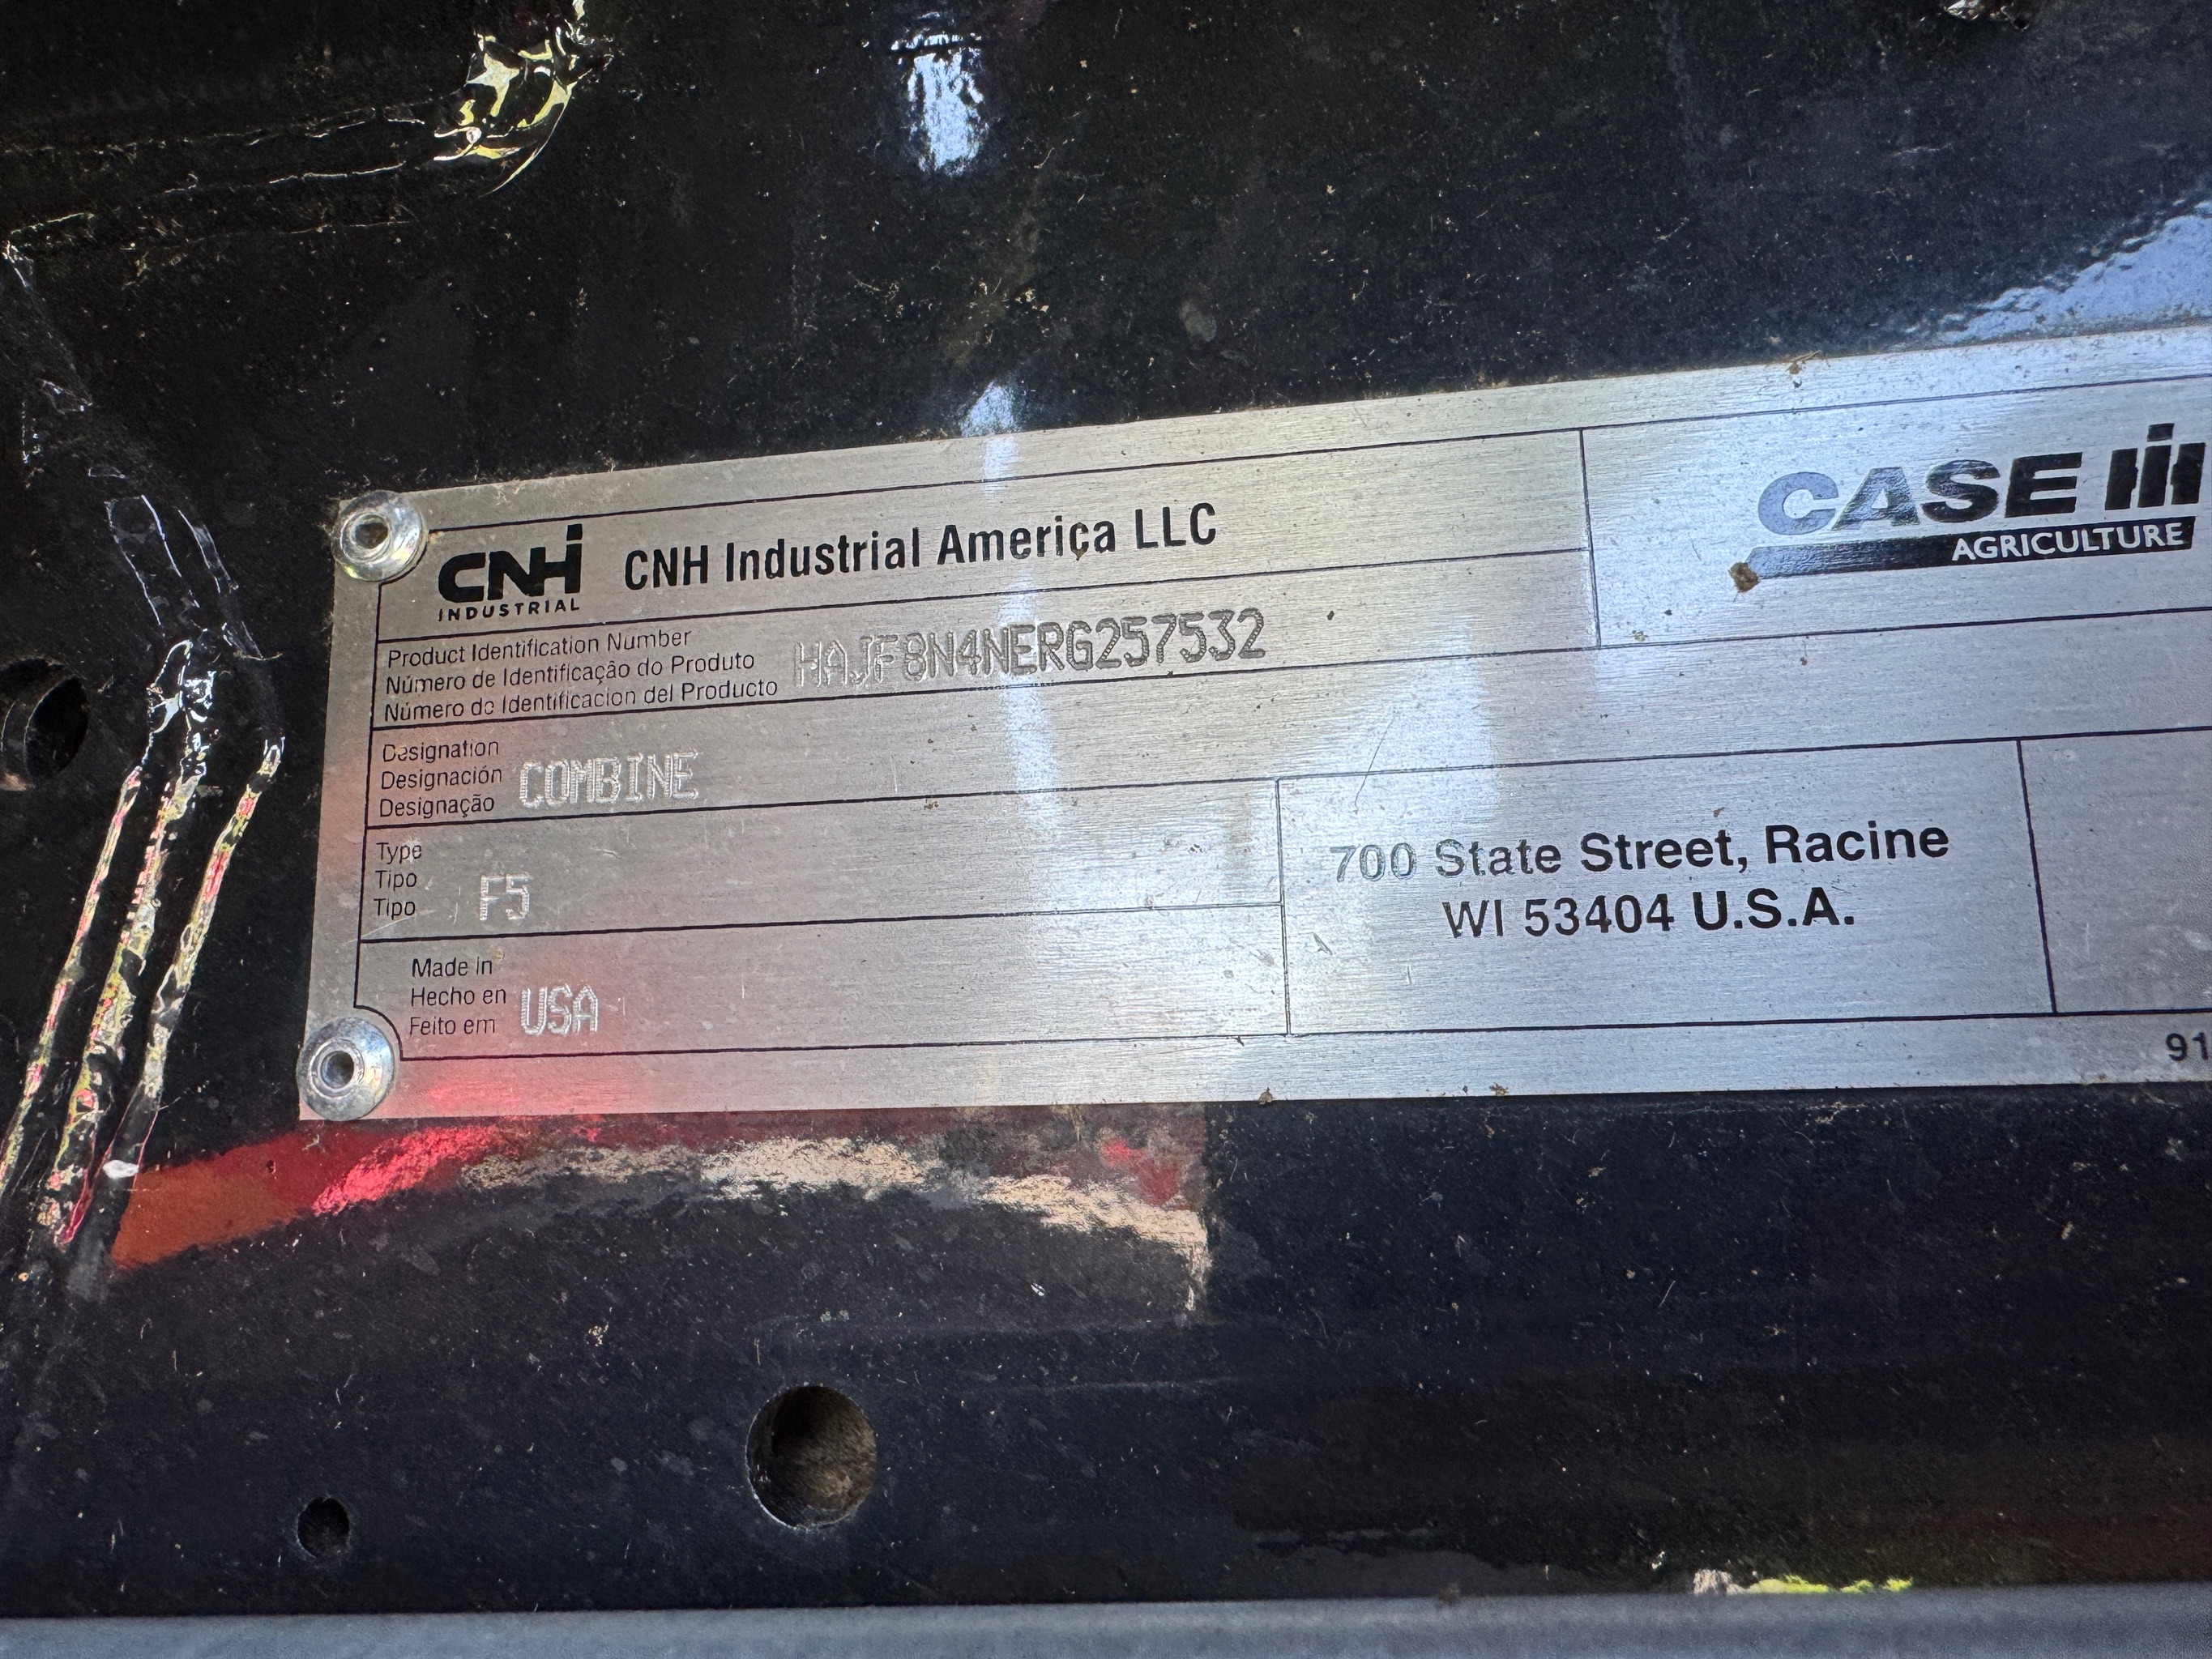 CNH
INDUSTRIAL
CNH Industrial America LLC
CASE IH
AGRICULTURE
Product Identification Number
Número de Identificação do Produto
Número de Identificacion del Producto
HAJF8N4NERG257532
Designation
Designación
Designação
COMBINE
Type
Tipo
Tipo
F5
700 State Street, Racine
WI 53404 U.S.A.
Made in
Hecho en
Feito em
USA
91